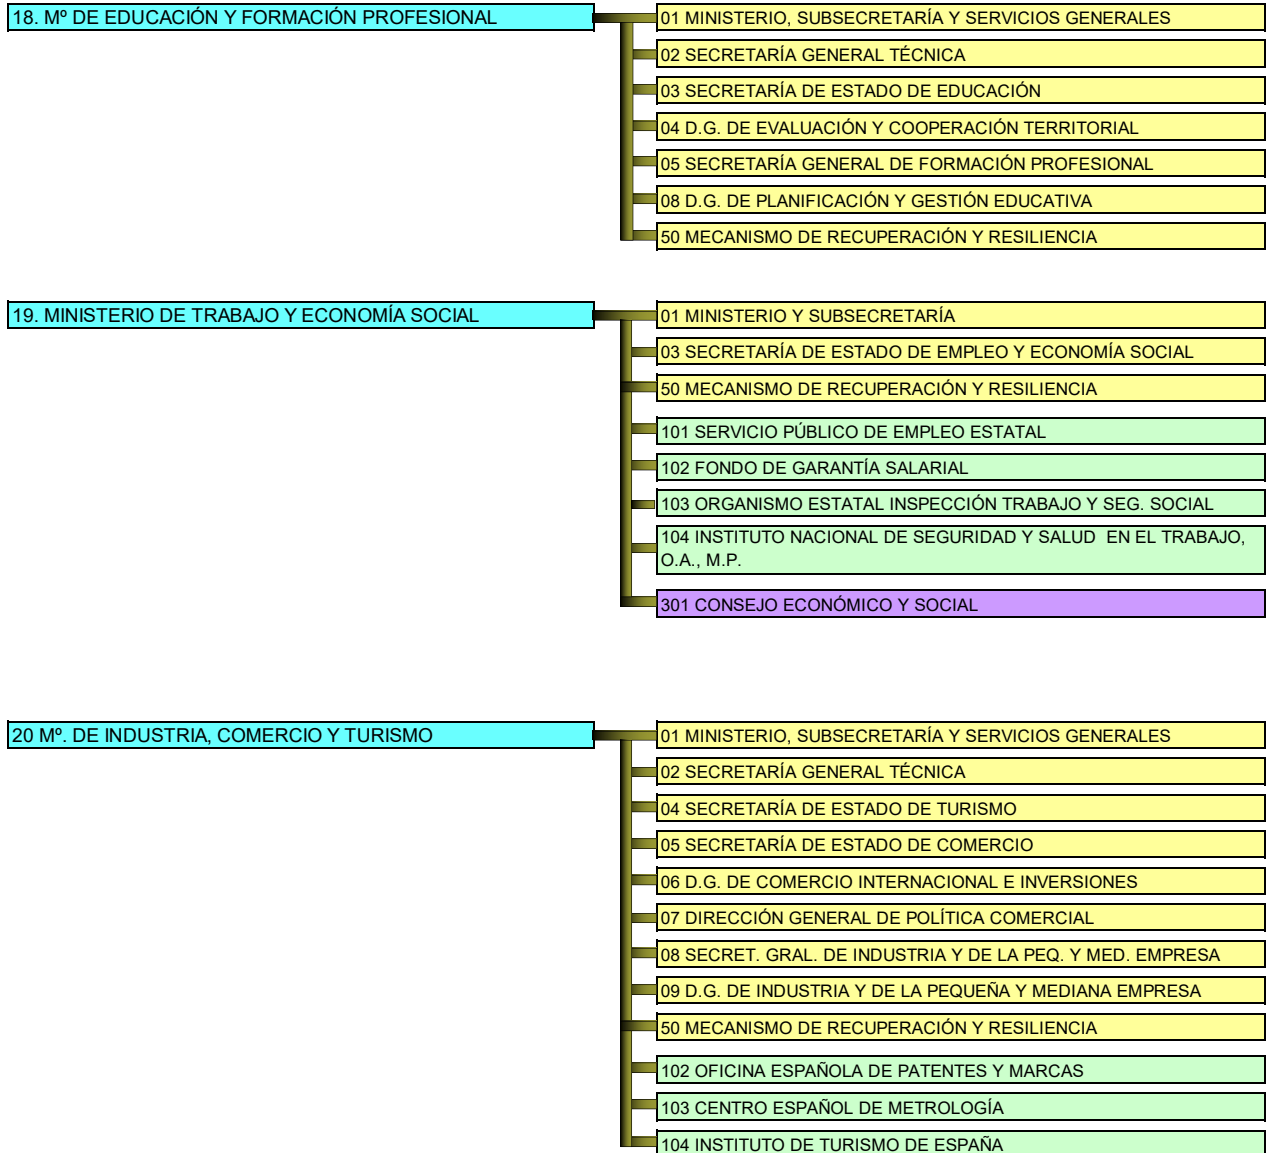 18. Mº DE EDUCACIÓN Y FORMACIÓN PROFESIONAL
01 MINISTERIO, SUBSECRETARÍA Y SERVICIOS GENERALES
02 SECRETARÍA GENERAL TÉCNICA
03 SECRETARÍA DE ESTADO DE EDUCACIÓN
04 D.G. DE EVALUACIÓN Y COOPERACIÓN TERRITORIAL
05 SECRETARÍA GENERAL DE FORMACIÓN PROFESIONAL
08 D.G. DE PLANIFICACIÓN Y GESTIÓN EDUCATIVA
50 MECANISMO DE RECUPERACIÓN Y RESILIENCIA
19. MINISTERIO DE TRABAJO Y ECONOMÍA SOCIAL
01 MINISTERIO Y SUBSECRETARÍA
03 SECRETARÍA DE ESTADO DE EMPLEO Y ECONOMÍA SOCIAL
50 MECANISMO DE RECUPERACIÓN Y RESILIENCIA
101 SERVICIO PÚBLICO DE EMPLEO ESTATAL
102 FONDO DE GARANTÍA SALARIAL
103 ORGANISMO ESTATAL INSPECCIÓN TRABAJO Y SEG. SOCIAL
104 INSTITUTO NACIONAL DE SEGURIDAD Y SALUD EN EL TRABAJO,
O.A., M.P.
301 CONSEJO ECONÓMICO Y SOCIAL
20 Mº. DE INDUSTRIA, COMERCIO Y TURISMO
01 MINISTERIO, SUBSECRETARÍA Y SERVICIOS GENERALES
02 SECRETARÍA GENERAL TÉCNICA
04 SECRETARÍA DE ESTADO DE TURISMO
05 SECRETARÍA DE ESTADO DE COMERCIO
06 D.G. DE COMERCIO INTERNACIONAL E INVERSIONES
07 DIRECCIÓN GENERAL DE POLÍTICA COMERCIAL
08 SECRET. GRAL. DE INDUSTRIA Y DE LA PEQ. Y MED. EMPRESA
09 D.G. DE INDUSTRIA Y DE LA PEQUEÑA Y MEDIANA EMPRESA
50 MECANISMO DE RECUPERACIÓN Y RESILIENCIA
102 OFICINA ESPAÑOLA DE PATENTES Y MARCAS
103 CENTRO ESPAÑOL DE METROLOGÍA
104 INSTITUTO DE TURISMO DE ESPAÑA